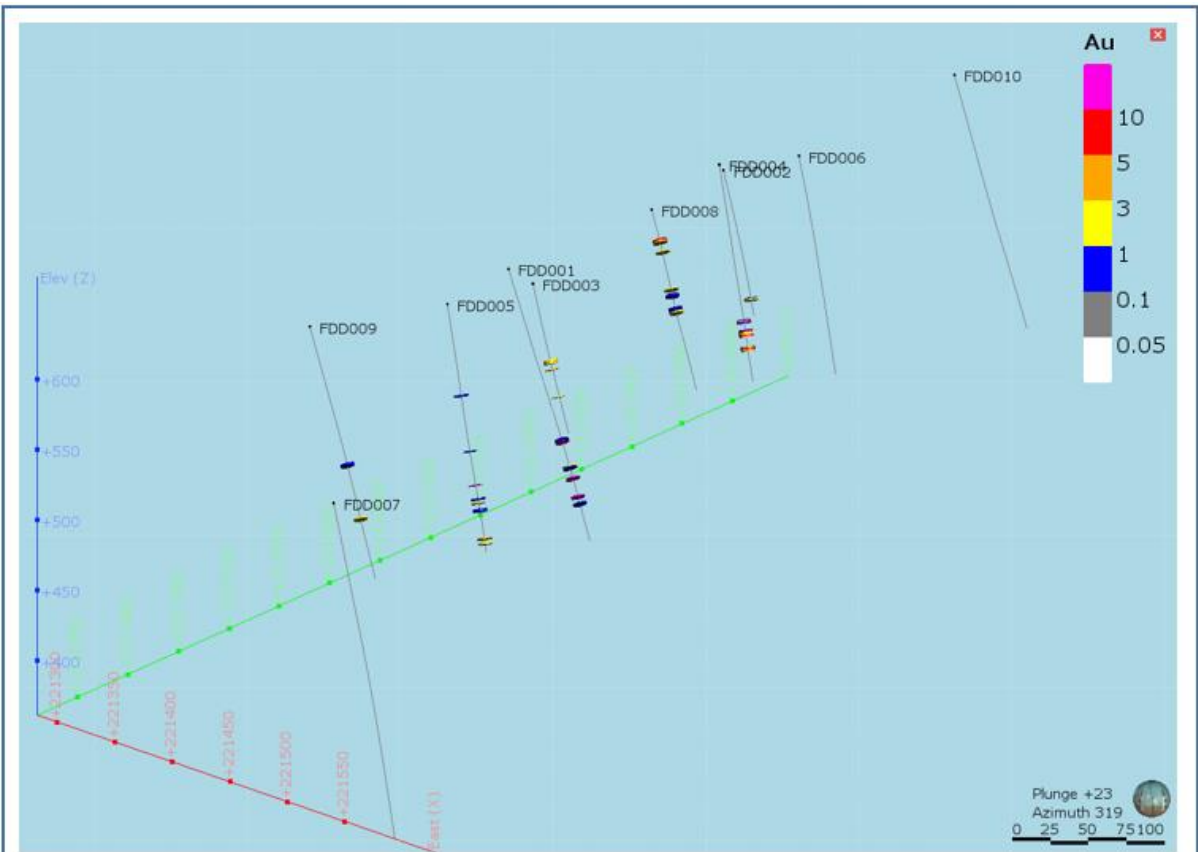 Au
10
5
3
1
0.1
0.05
FDD010
FDD006
FDD004
FDD002
FDD008
FDD001
FDD003
FDD005
FDD009
FDD007
Elev (Z)
+600
+550
+500
+450
+400
+221300
+221350
+221400
+221450
+221500
+221550
East (X)
Plunge +23
Azimuth 319
0 25 50 75 100